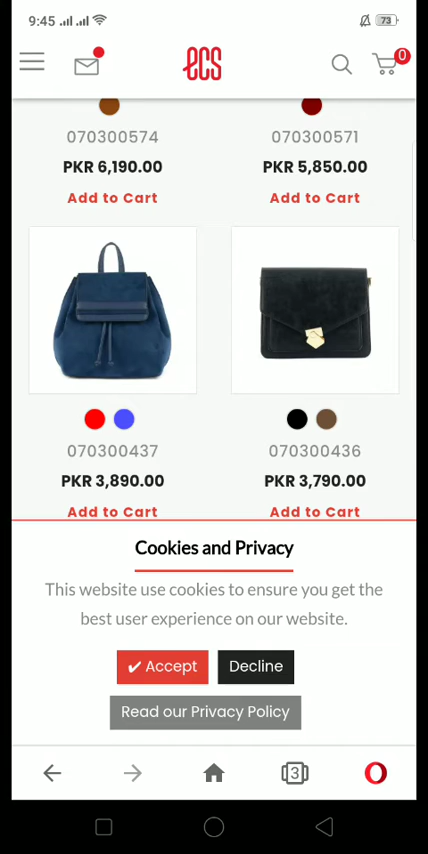 9:45
73
ecs
0
070300574
070300571
PKR 6,190.00
PKR 5,850.00
Add to Cart
Add to Cart
070300437
070300436
PKR 3,890.00
PKR 3,790.00
Add to Cart
Add to Cart
Cookies and Privacy
This website use cookies to ensure you get the
best user experience on our website.
✔ Accept
Decline
Read our Privacy Policy
3